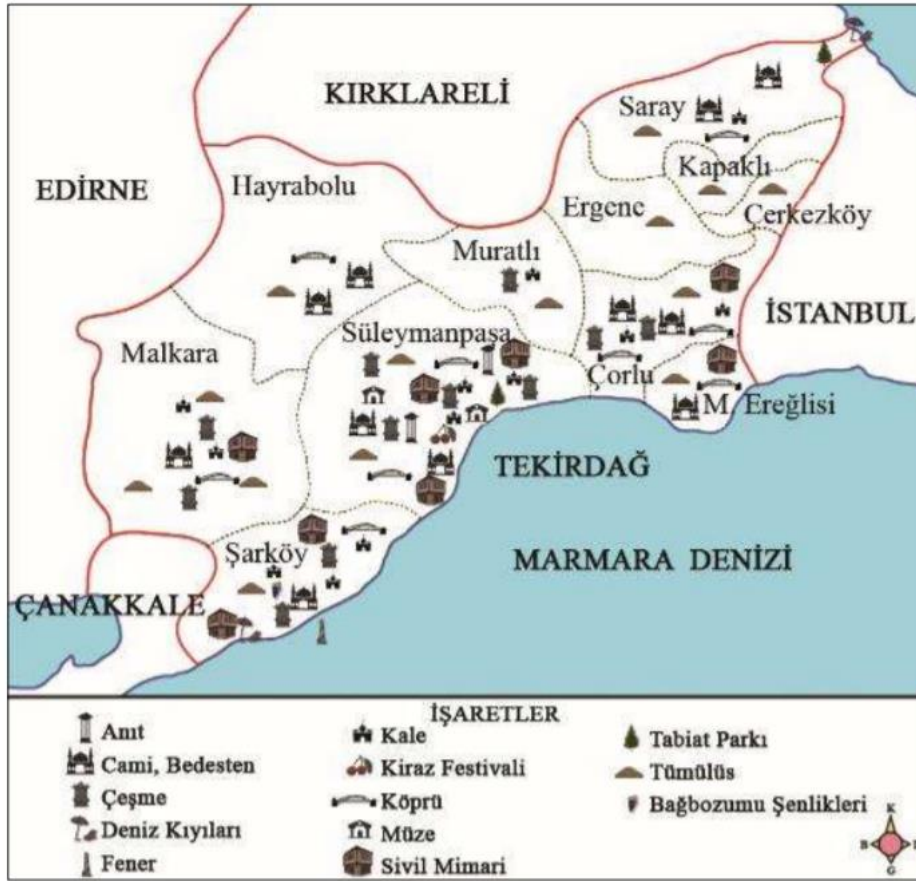 KIRKLARELİ
Saray
EDİRNE
Hayrabolu
Kapaklı
Ergene
Çerkezköy
Muratlı
İSTANBUL
Süleymanpaşa
Malkara
Çorlu
M. Ereğlisi
TEKİRDAĞ
Şarköy
MARMARA DENİZİ
ÇANAKKALE
İŞARETLER
Anıt
Cami, Bedesten
Çeşme
Deniz Kıyıları
Fener
Kale
Kiraz Festivali
Köprü
Müze
Sivil Mimari
Tabiat Parkı
Tümülüs
Bağbozumu Şenlikleri
K
B
D
G